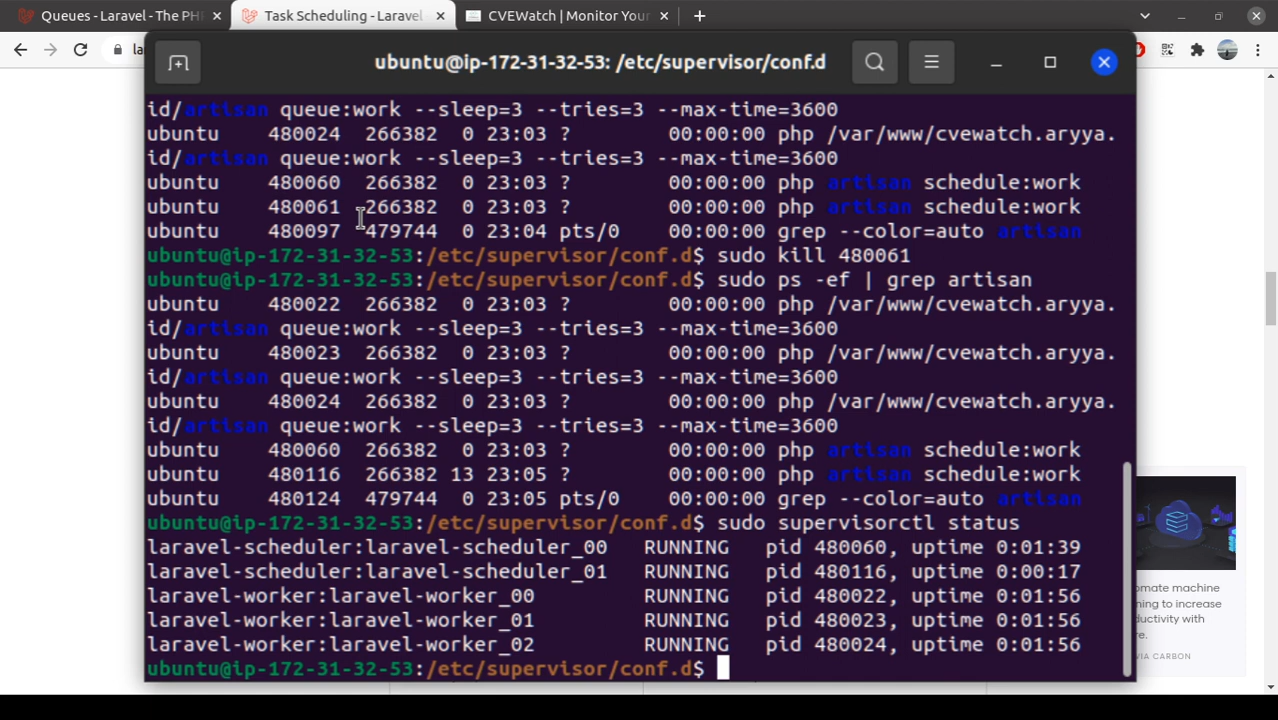 Queues - Laravel - The PH
Task Scheduling - Laravel
CVEWatch | Monitor Your
la
ubuntu@ip-172-31-32-53: /etc/supervisor/conf.d
id/artisan queue:work --sleep=3 --tries=3 --max-time=3600
ubuntu 480024 266382 0 23:03 ? 00:00:00 php /var/www/cvewatch.aryya.
id/artisan queue:work --sleep=3 --tries=3 --max-time=3600
ubuntu 480060 266382 0 23:03 ? 00:00:00 php artisan schedule:work
ubuntu 480061 266382 0 23:03 ? 00:00:00 php artisan schedule:work
ubuntu 480097 479744 0 23:04 pts/0 00:00:00 grep --color=auto artisan
ubuntu@ip-172-31-32-53:/etc/supervisor/conf.d$ sudo kill 480061
ubuntu@ip-172-31-32-53:/etc/supervisor/conf.d$ sudo ps -ef | grep artisan
ubuntu 480022 266382 0 23:03 ? 00:00:00 php /var/www/cvewatch.aryya.
id/artisan queue:work --sleep=3 --tries=3 --max-time=3600
ubuntu 480023 266382 0 23:03 ? 00:00:00 php /var/www/cvewatch.aryya.
id/artisan queue:work --sleep=3 --tries=3 --max-time=3600
ubuntu 480024 266382 0 23:03 ? 00:00:00 php /var/www/cvewatch.aryya.
id/artisan queue:work --sleep=3 --tries=3 --max-time=3600
ubuntu 480060 266382 0 23:03 ? 00:00:00 php artisan schedule:work
ubuntu 480116 266382 13 23:05 ? 00:00:00 php artisan schedule:work
ubuntu 480124 479744 0 23:05 pts/0 00:00:00 grep --color=auto artisan
ubuntu@ip-172-31-32-53:/etc/supervisor/conf.d$ sudo supervisorctl status
laravel-scheduler:laravel-scheduler_00 RUNNING pid 480060, uptime 0:01:39
laravel-scheduler:laravel-scheduler_01 RUNNING pid 480116, uptime 0:00:17
laravel-worker:laravel-worker_00 RUNNING pid 480022, uptime 0:01:56
laravel-worker:laravel-worker_01 RUNNING pid 480023, uptime 0:01:56
laravel-worker:laravel-worker_02 RUNNING pid 480024, uptime 0:01:56
ubuntu@ip-172-31-32-53:/etc/supervisor/conf.d$
omate machine
ning to increase
ductivity with
re.
VIA CARBON